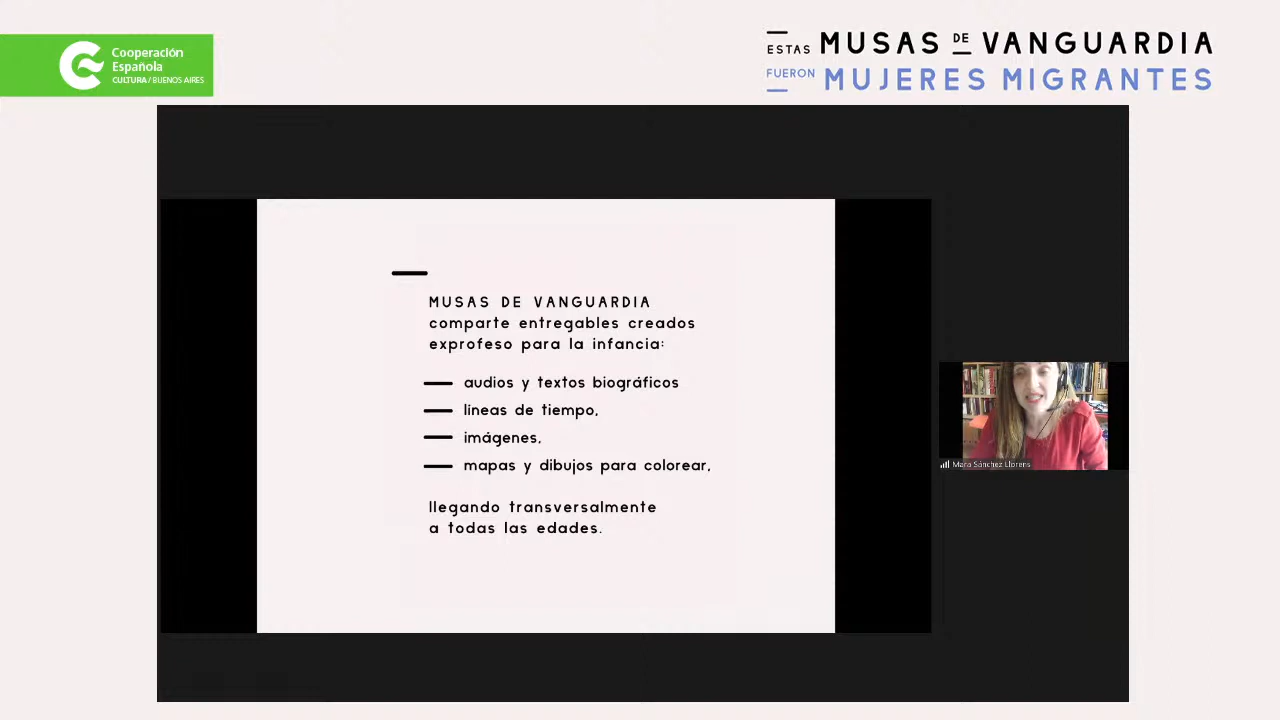 Cooperación
Española
CULTURA / BUENOS AIRES
ESTAS MUSAS DE VANGUARDIA
FUERON MUJERES MIGRANTES
MUSAS DE VANGUARDIA
comparte entregables creados
exprofeso para la infancia:
audios y textos biográficos
líneas de tiempo,
imágenes,
mapas y dibujos para colorear,
llegando transversalmente
a todas las edades.
Mara Sánchez Llorens